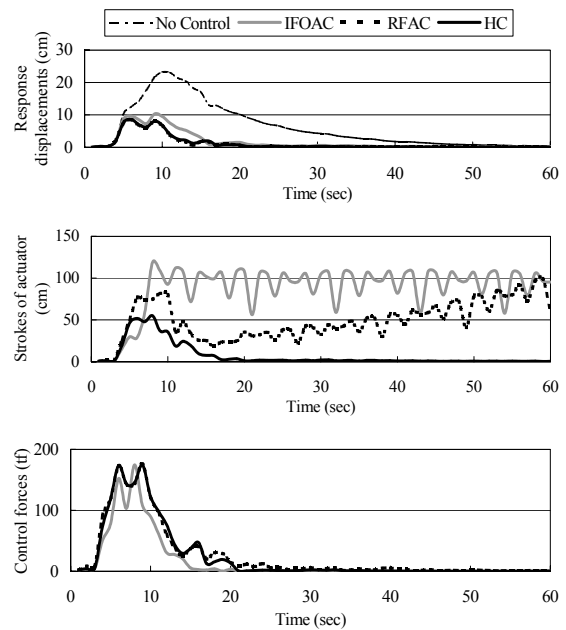 No Control IFOAC RFAC HC
Response
displacements (cm)
30
20
10
0
0 10 20 30 40 50 60
Time (sec)
Strokes of actuator
(cm)
150
100
50
0
0 10 20 30 40 50 60
Time (sec)
Control forces (tf)
200
100
0
0 10 20 30 40 50 60
Time (sec)